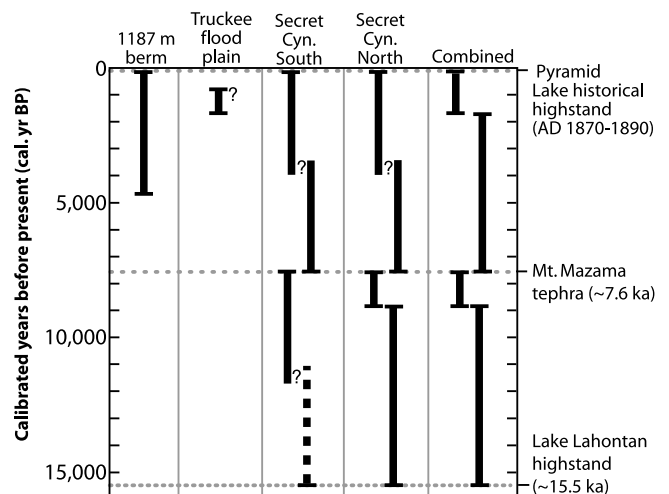 1187 m
berm
Truckee
flood
plain
Secret
Cyn.
South
Secret
Cyn.
North
Combined
Calibrated years before present (cal. yr BP)
0
5,000
10,000
15,000
?
?
?
?
Pyramid
Lake historical
highstand
(AD 1870-1890)
Mt. Mazama
tephra (~7.6 ka)
Lake Lahontan
highstand
(~15.5 ka)